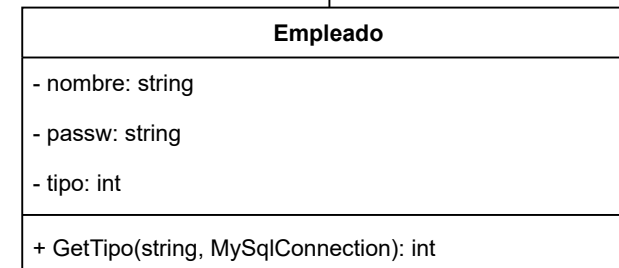 Empleado
- nombre: string
- passw: string
- tipo: int
+ GetTipo(string, MySqlConnection): int